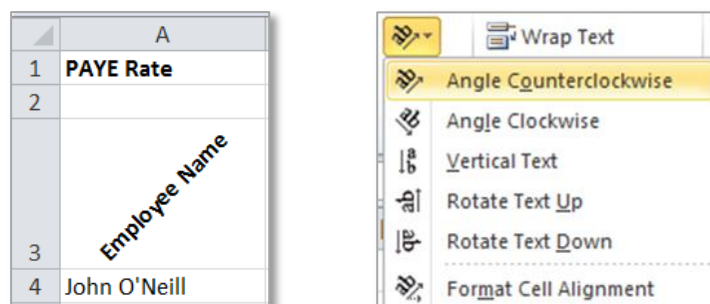 A
1 PAYE Rate
2
3 Employee Name
4 John O'Neill
Wrap Text
Angle Counterclockwise
Angle Clockwise
Vertical Text
Rotate Text Up
Rotate Text Down
Format Cell Alignment